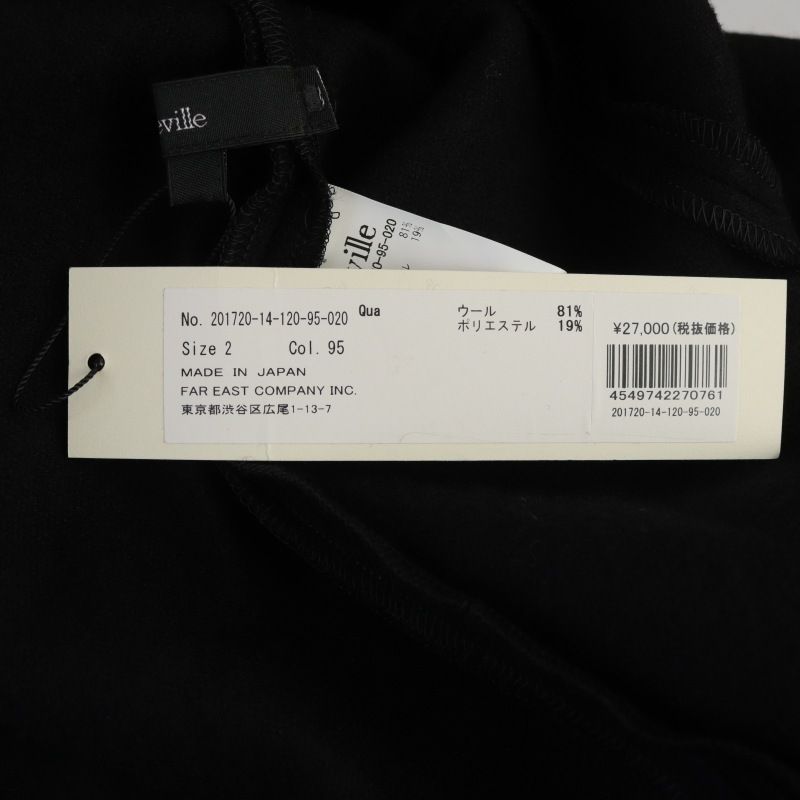 eville
ville
0-95-020
81%
19%
No. 201720-14-120-95-020 Qua
Size 2 Col. 95
MADE IN JAPAN
FAR EAST COMPANY INC.
東京都渋谷区広尾1-13-7
ウール 81%
ポリエステル 19%
¥27,000(税抜価格)
4549742270761
201720-14-120-95-020